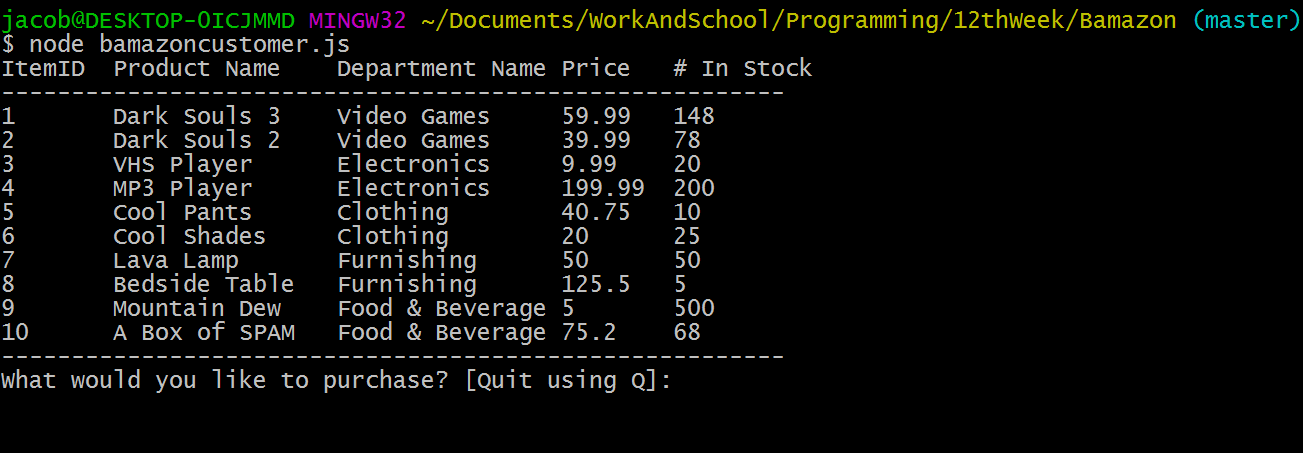 jacob@DESKTOP-0ICJMMD MINGW32 ~/Documents/WorkAndSchool/Programming/12thWeek/Bamazon (master)
$ node bamazoncustomer.js
ItemID  Product Name    Department Name Price   # In Stock
--------------------------------------------------------
1       Dark Souls 3    Video Games     59.99   148
2       Dark Souls 2    Video Games     39.99   78
3       VHS Player      Electronics     9.99    20
4       MP3 Player      Electronics     199.99  200
5       Cool Pants      Clothing        40.75   10
6       Cool Shades     Clothing        20      25
7       Lava Lamp       Furnishing      50      50
8       Bedside Table   Furnishing      125.5   5
9       Mountain Dew    Food & Beverage 5       500
10      A Box of SPAM   Food & Beverage 75.2    68
--------------------------------------------------------
What would you like to purchase? [Quit using Q]: